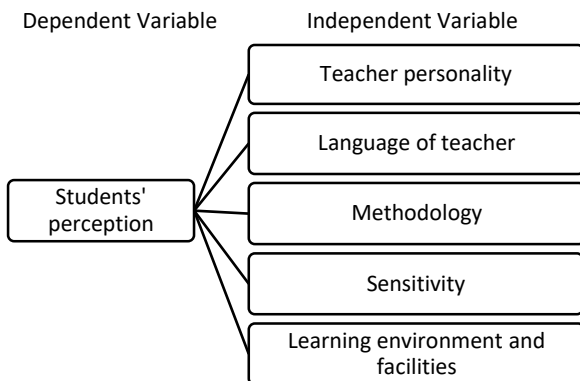 Dependent Variable
Independent Variable
Teacher personality
Language of teacher
Students'
perception
Methodology
Sensitivity
Learning environment and
facilities